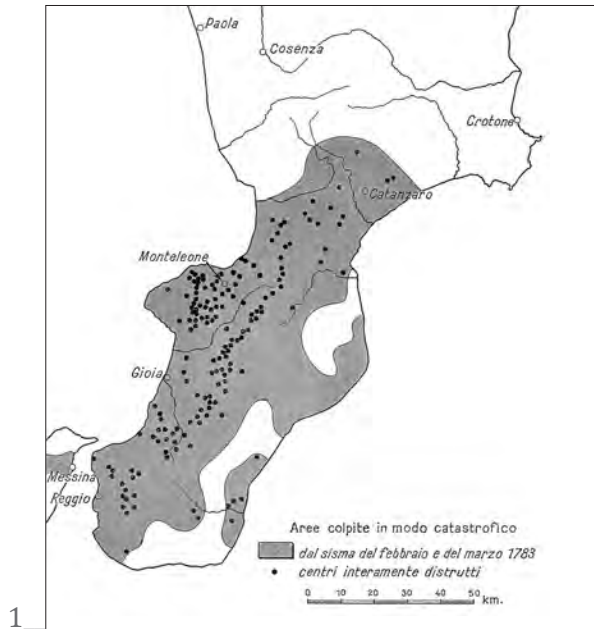 Paola
Cosenza
Crotone
Catanzaro
Monteleone
Gioia
Messina
Reggio
Aree colpite in modo catastrofico
dal sisma del febbraio e del marzo 1783
centri interamente distrutti
0 10 20 30 40 50 km.
1